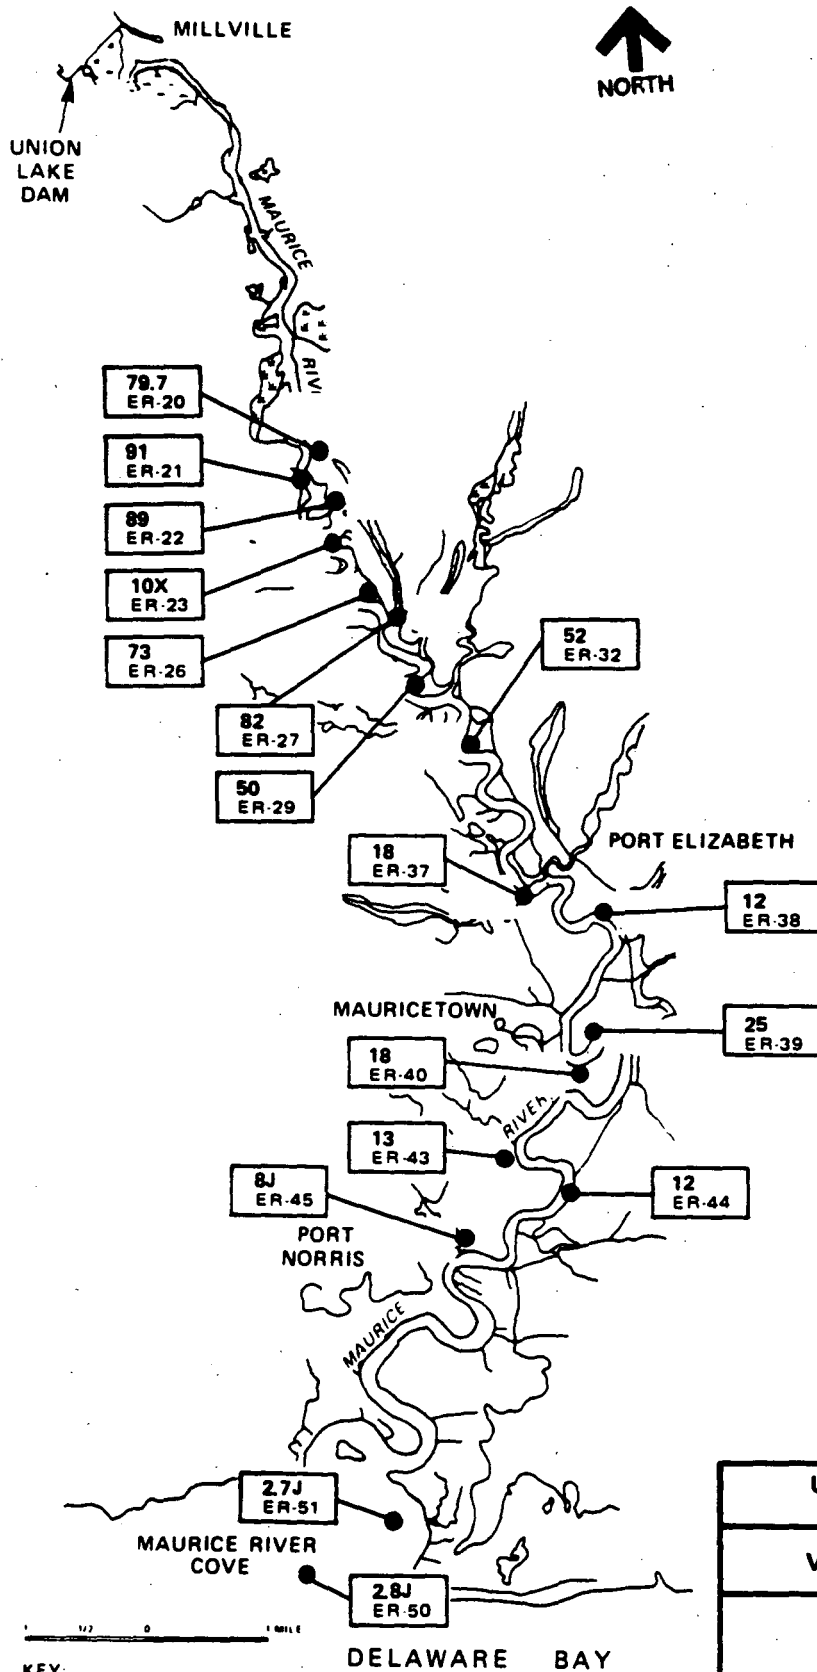 MILLVILLE
NORTH
UNION
LAKE
DAM
MAURICE
79.7
ER-20
91
ER-21
89
ER-22
10X
ER-23
73
ER-26
52
ER-32
82
ER-27
50
ER-29
PORT ELIZABETH
18
ER-37
12
ER-38
MAURICETOWN
25
ER-39
18
ER-40
RIVER
13
ER-43
8J
ER-45
12
ER-44
PORT
NORRIS
MAURICE
2.7J
ER-51
MAURICE RIVER
COVE
2.8J
ER-50
1/2 0 1 MILE
DELAWARE BAY
KEY: